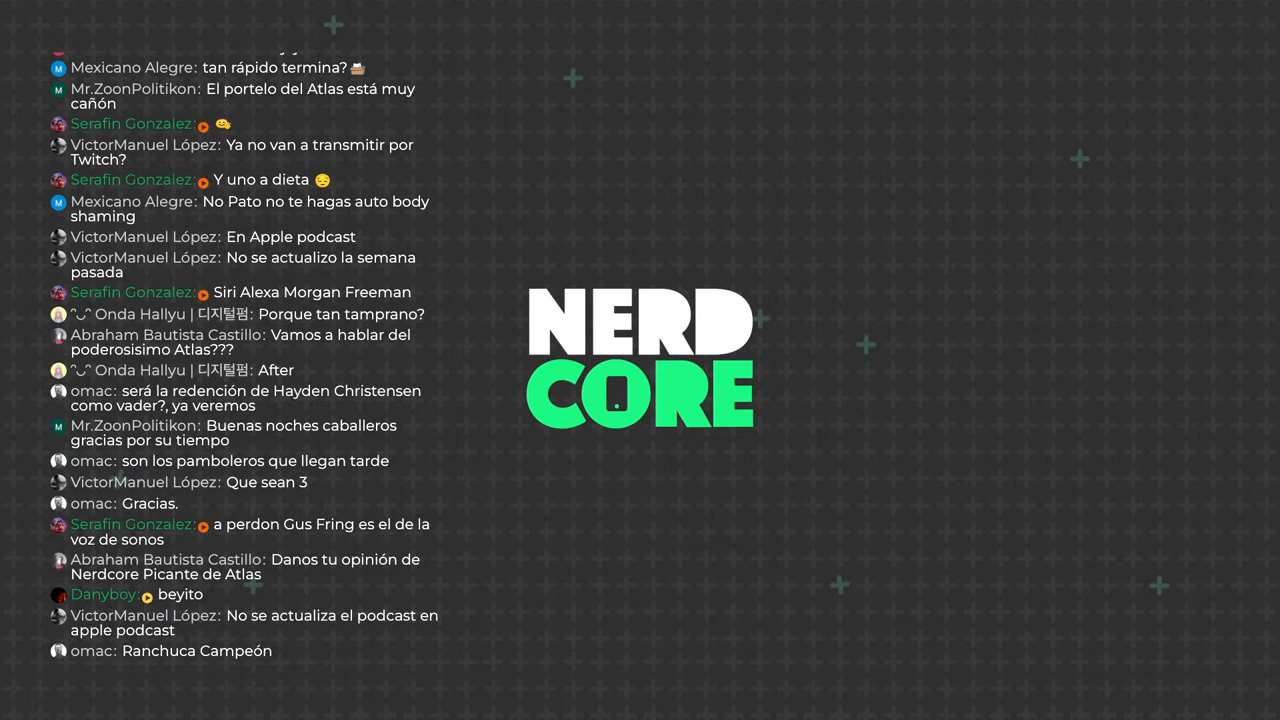 Mexicano Alegre: tan rápido termina?
Mr.ZoonPolitikon: El portelo del Atlas está muy
cañón
Serafin Gonzalez:
VictorManuel López: Ya no van a transmitir por
Twitch?
Serafin Gonzalez: Y uno a dieta 😔
Mexicano Alegre: No Pato no te hagas auto body
shaming
VictorManuel López: En Apple podcast
VictorManuel López: No se actualizo la semana
pasada
Serafin Gonzalez: Siri Alexa Morgan Freeman
ᵔᴗᵔ Onda Hallyu | 디지털펌: Porque tan tamprano?
Abraham Bautista Castillo: Vamos a hablar del
poderosisimo Atlas???
ᵔᴗᵔ Onda Hallyu | 디지털펌: After
omac: será la redención de Hayden Christensen
como vader?, ya veremos
Mr.ZoonPolitikon: Buenas noches caballeros
gracias por su tiempo
omac: son los pamboleros que llegan tarde
VictorManuel López: Que sean 3
omac: Gracias.
Serafin Gonzalez: a perdon Gus Fring es el de la
voz de sonos
Abraham Bautista Castillo: Danos tu opinión de
Nerdcore Picante de Atlas
Danyboy: beyito
VictorManuel López: No se actualiza el podcast en
apple podcast
omac: Ranchuca Campeón
NERD
CORE